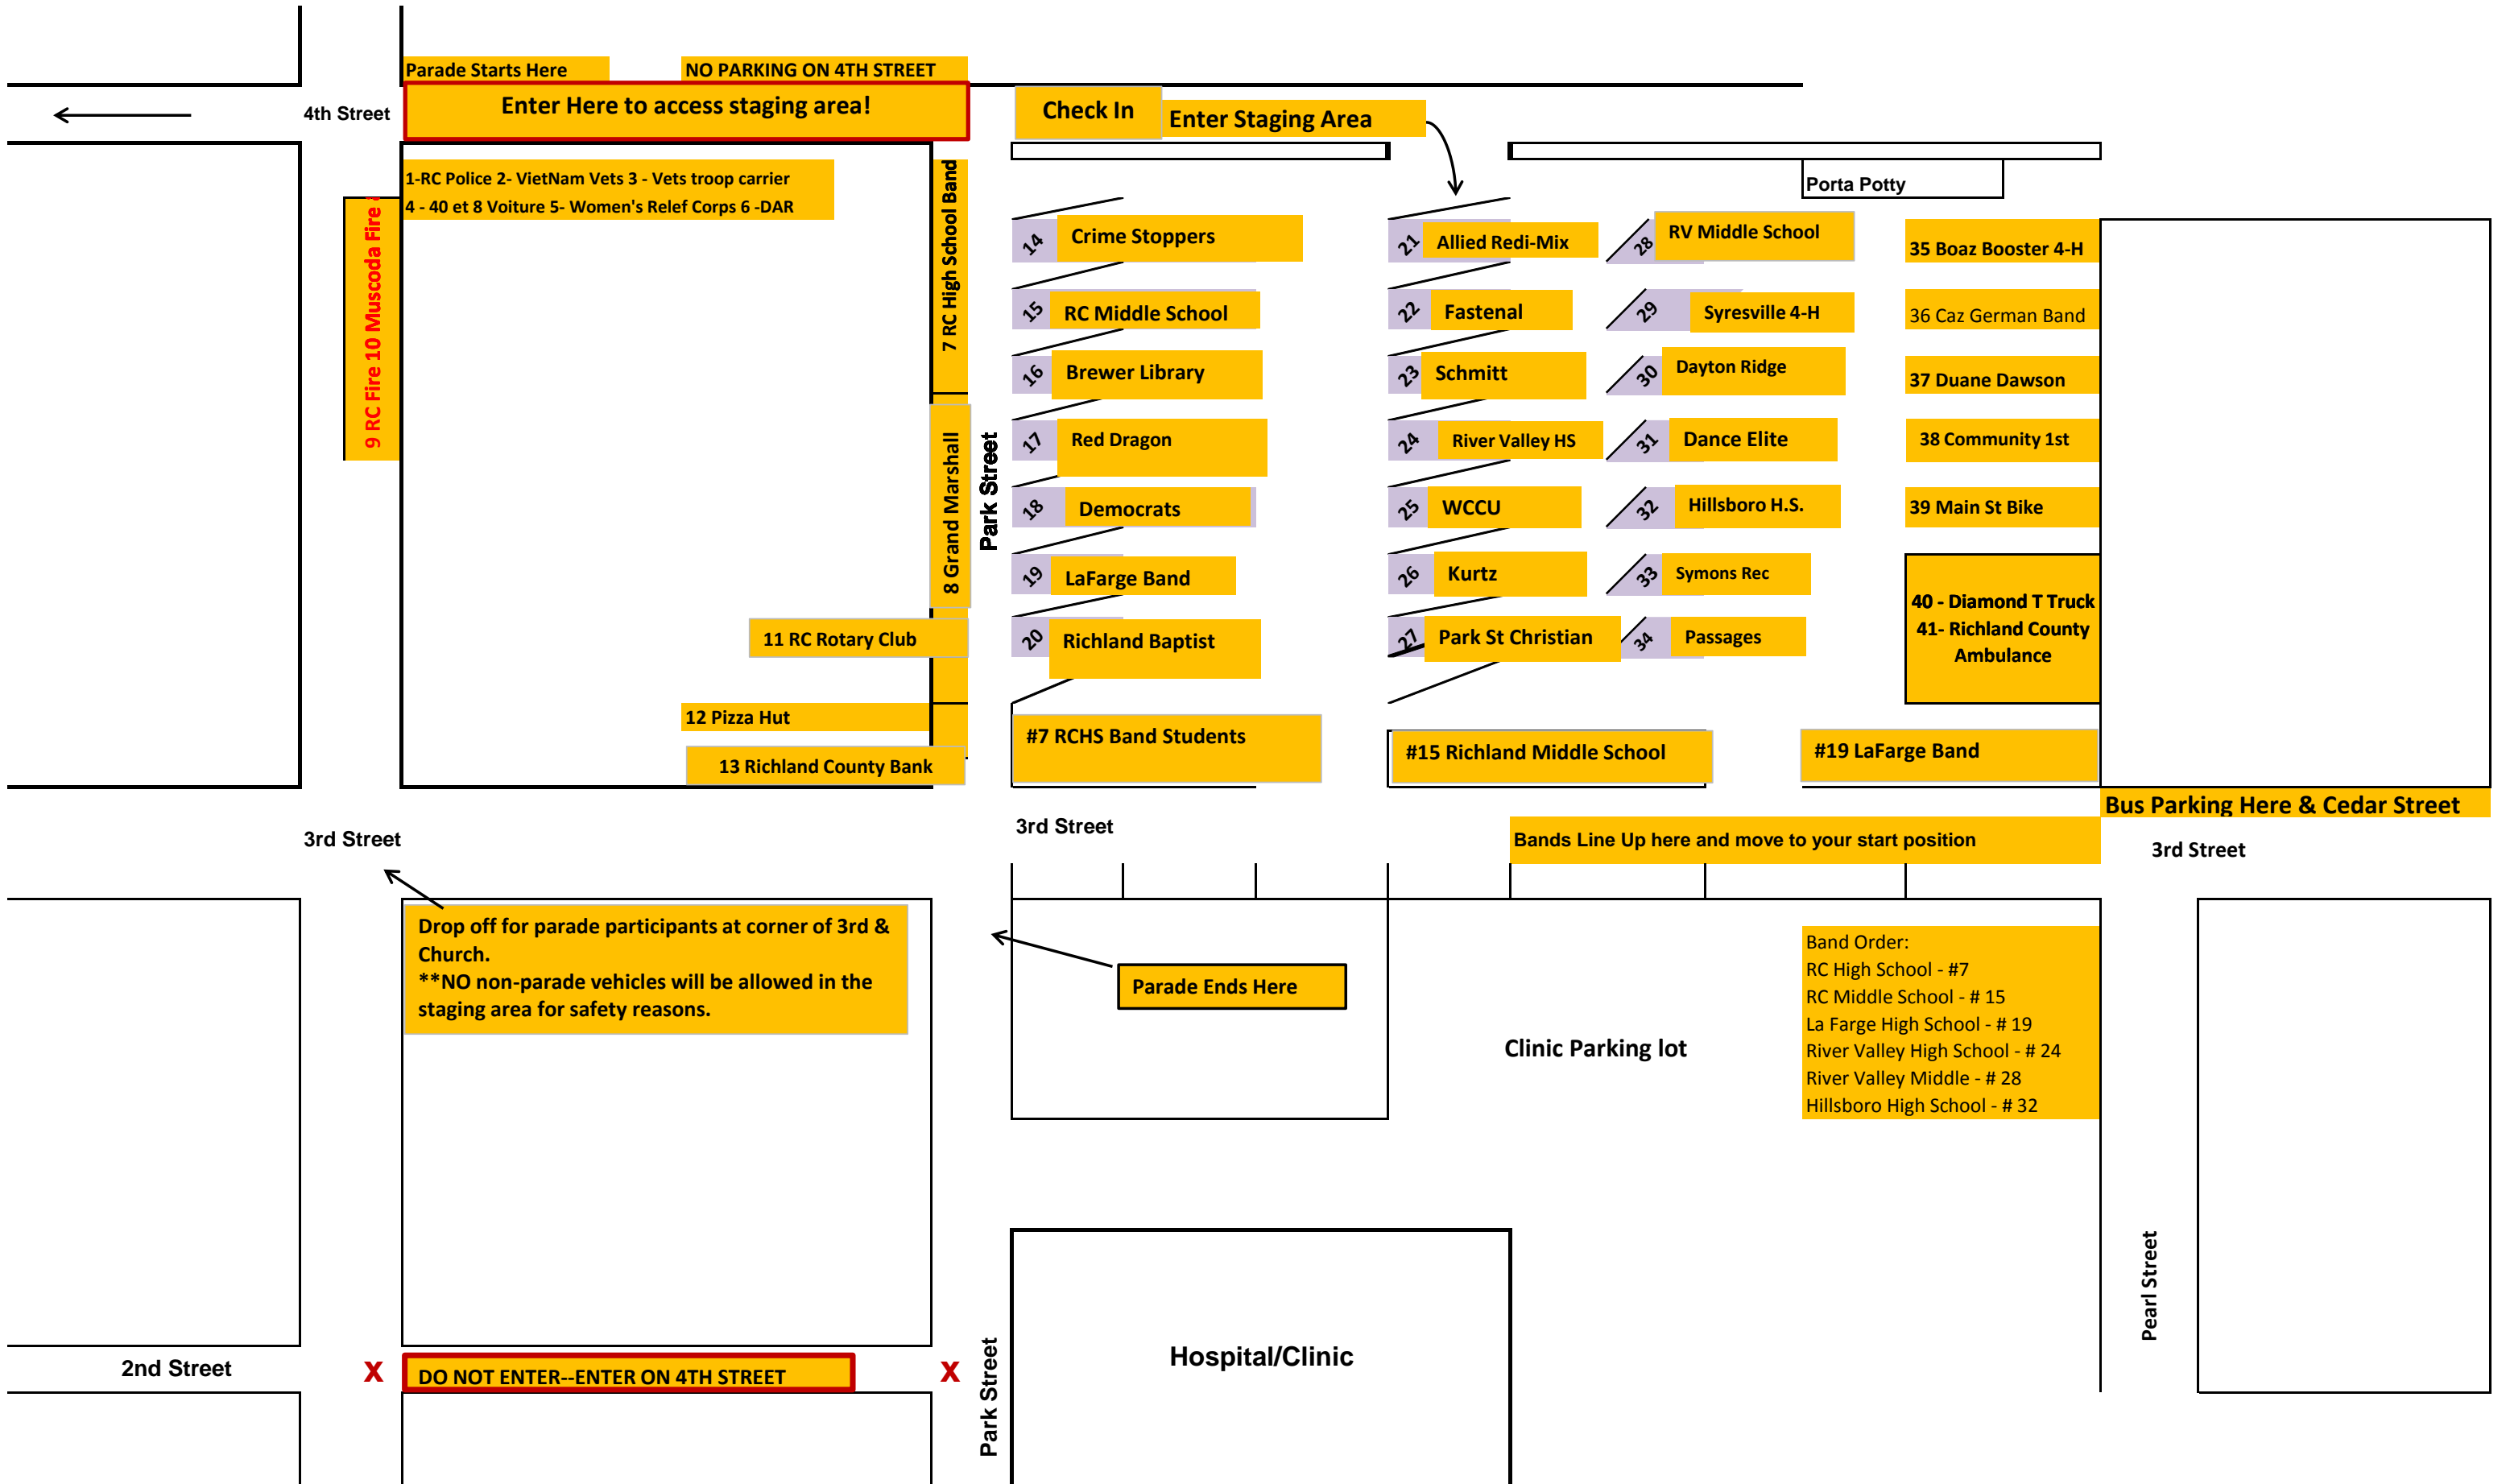 Parade Starts Here
NO PARKING ON 4TH STREET
4th Street
Enter Here to access staging area!
Check In
Enter Staging Area
Porta Potty
1-RC Police 2- VietNam Vets 3 - Vets troop carrier
4 - 40 et 8 Voiture 5- Women's Relef Corps 6 -DAR
9 RC Fire 10 Muscoda Fire
7 RC High School Band
8 Grand Marshall
Park Street
11 RC Rotary Club
12 Pizza Hut
13 Richland County Bank
14 Crime Stoppers
15 RC Middle School
16 Brewer Library
17 Red Dragon
18 Democrats
19 LaFarge Band
20 Richland Baptist
21 Allied Redi-Mix
22 Fastenal
23 Schmitt
24 River Valley HS
25 WCCU
26 Kurtz
27 Park St Christian
28 RV Middle School
29 Syresville 4-H
30 Dayton Ridge
31 Dance Elite
32 Hillsboro H.S.
33 Symons Rec
34 Passages
35 Boaz Booster 4-H
36 Caz German Band
37 Duane Dawson
38 Community 1st
39 Main St Bike
40 - Diamond T Truck
41- Richland County
Ambulance
#7 RCHS Band Students
#15 Richland Middle School
#19 LaFarge Band
Bus Parking Here & Cedar Street
3rd Street
3rd Street
Bands Line Up here and move to your start position
3rd Street
Drop off for parade participants at corner of 3rd &
Church.
**NO non-parade vehicles will be allowed in the
staging area for safety reasons.
Parade Ends Here
Clinic Parking lot
Band Order:
RC High School - #7
RC Middle School - # 15
La Farge High School - # 19
River Valley High School - # 24
River Valley Middle - # 28
Hillsboro High School - # 32
Pearl Street
2nd Street
X
DO NOT ENTER--ENTER ON 4TH STREET
X
Park Street
Hospital/Clinic